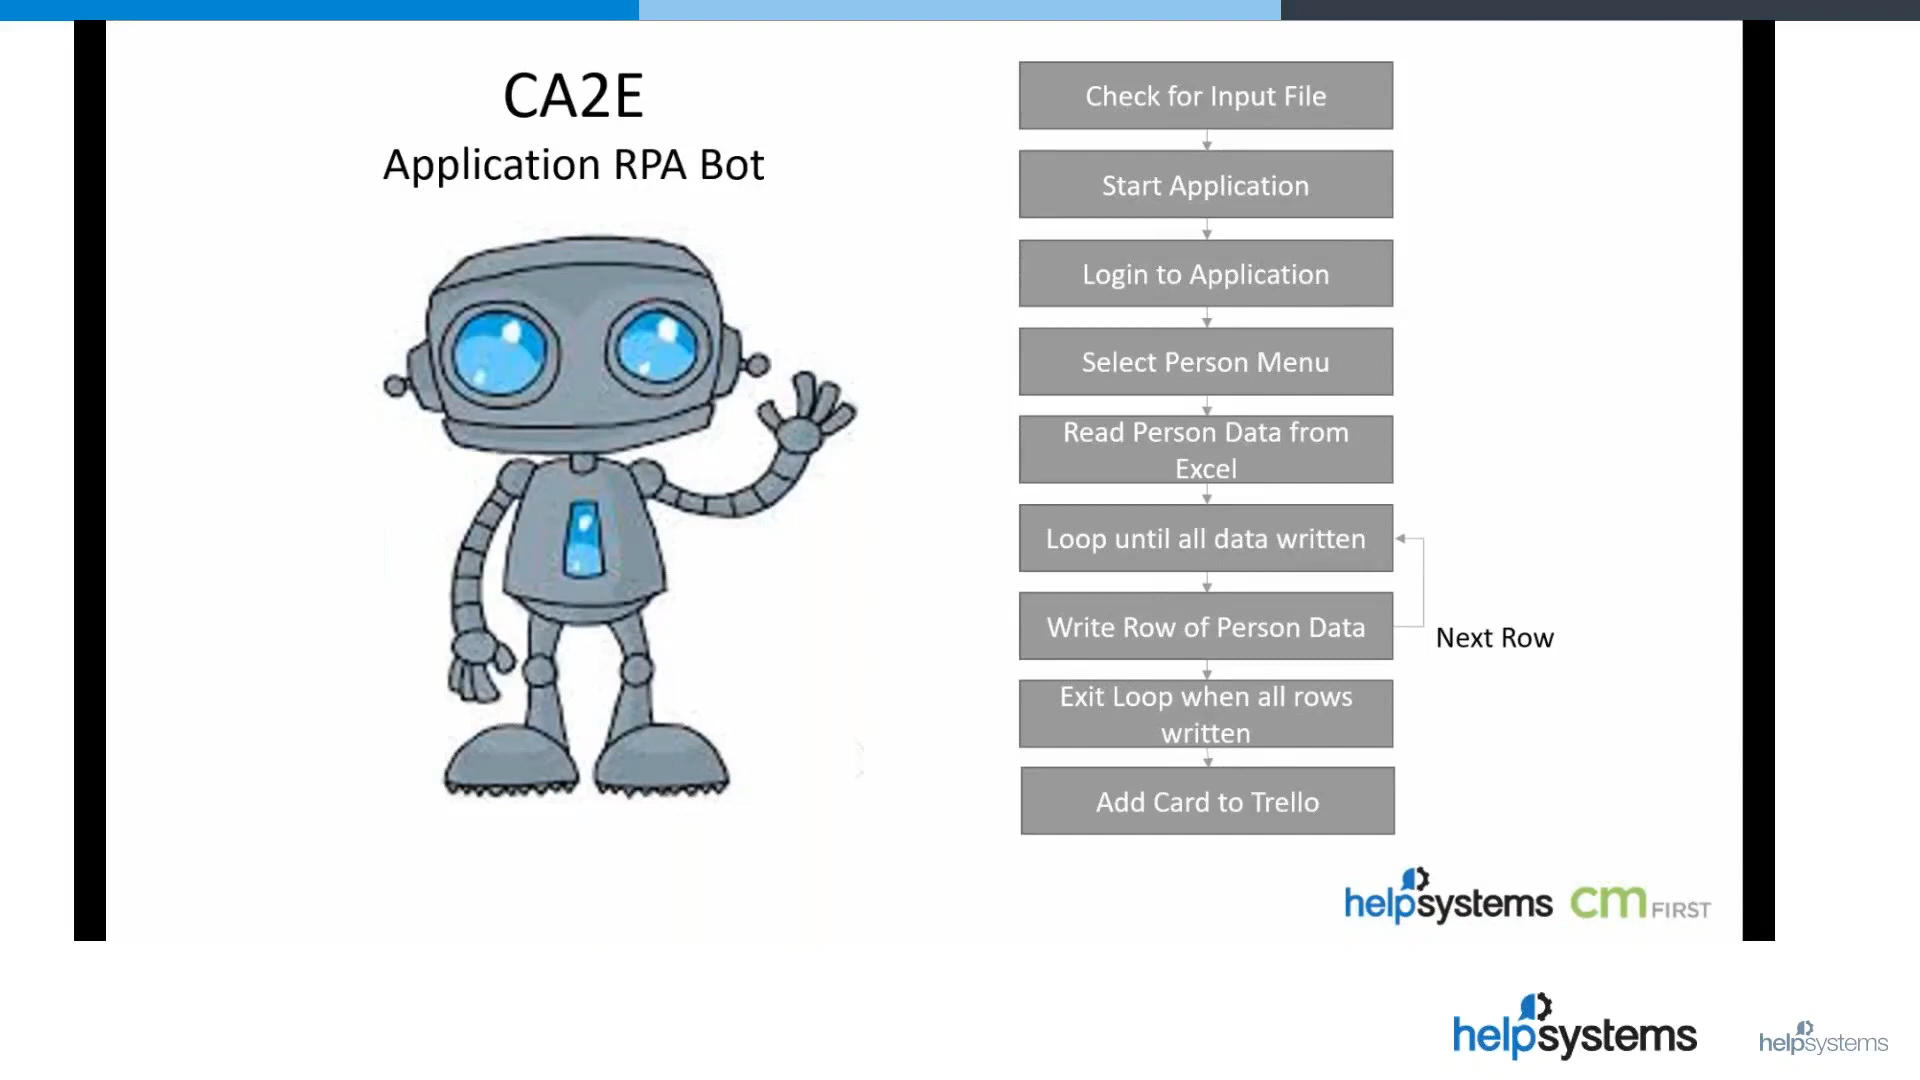 CA2E
Application RPA Bot
Check for Input File
Start Application
Login to Application
Select Person Menu
Read Person Data from
Excel
Loop until all data written
Write Row of Person Data
Next Row
Exit Loop when all rows
written
Add Card to Trello
helpsystems
cm FIRST
helpsystems
helpsystems